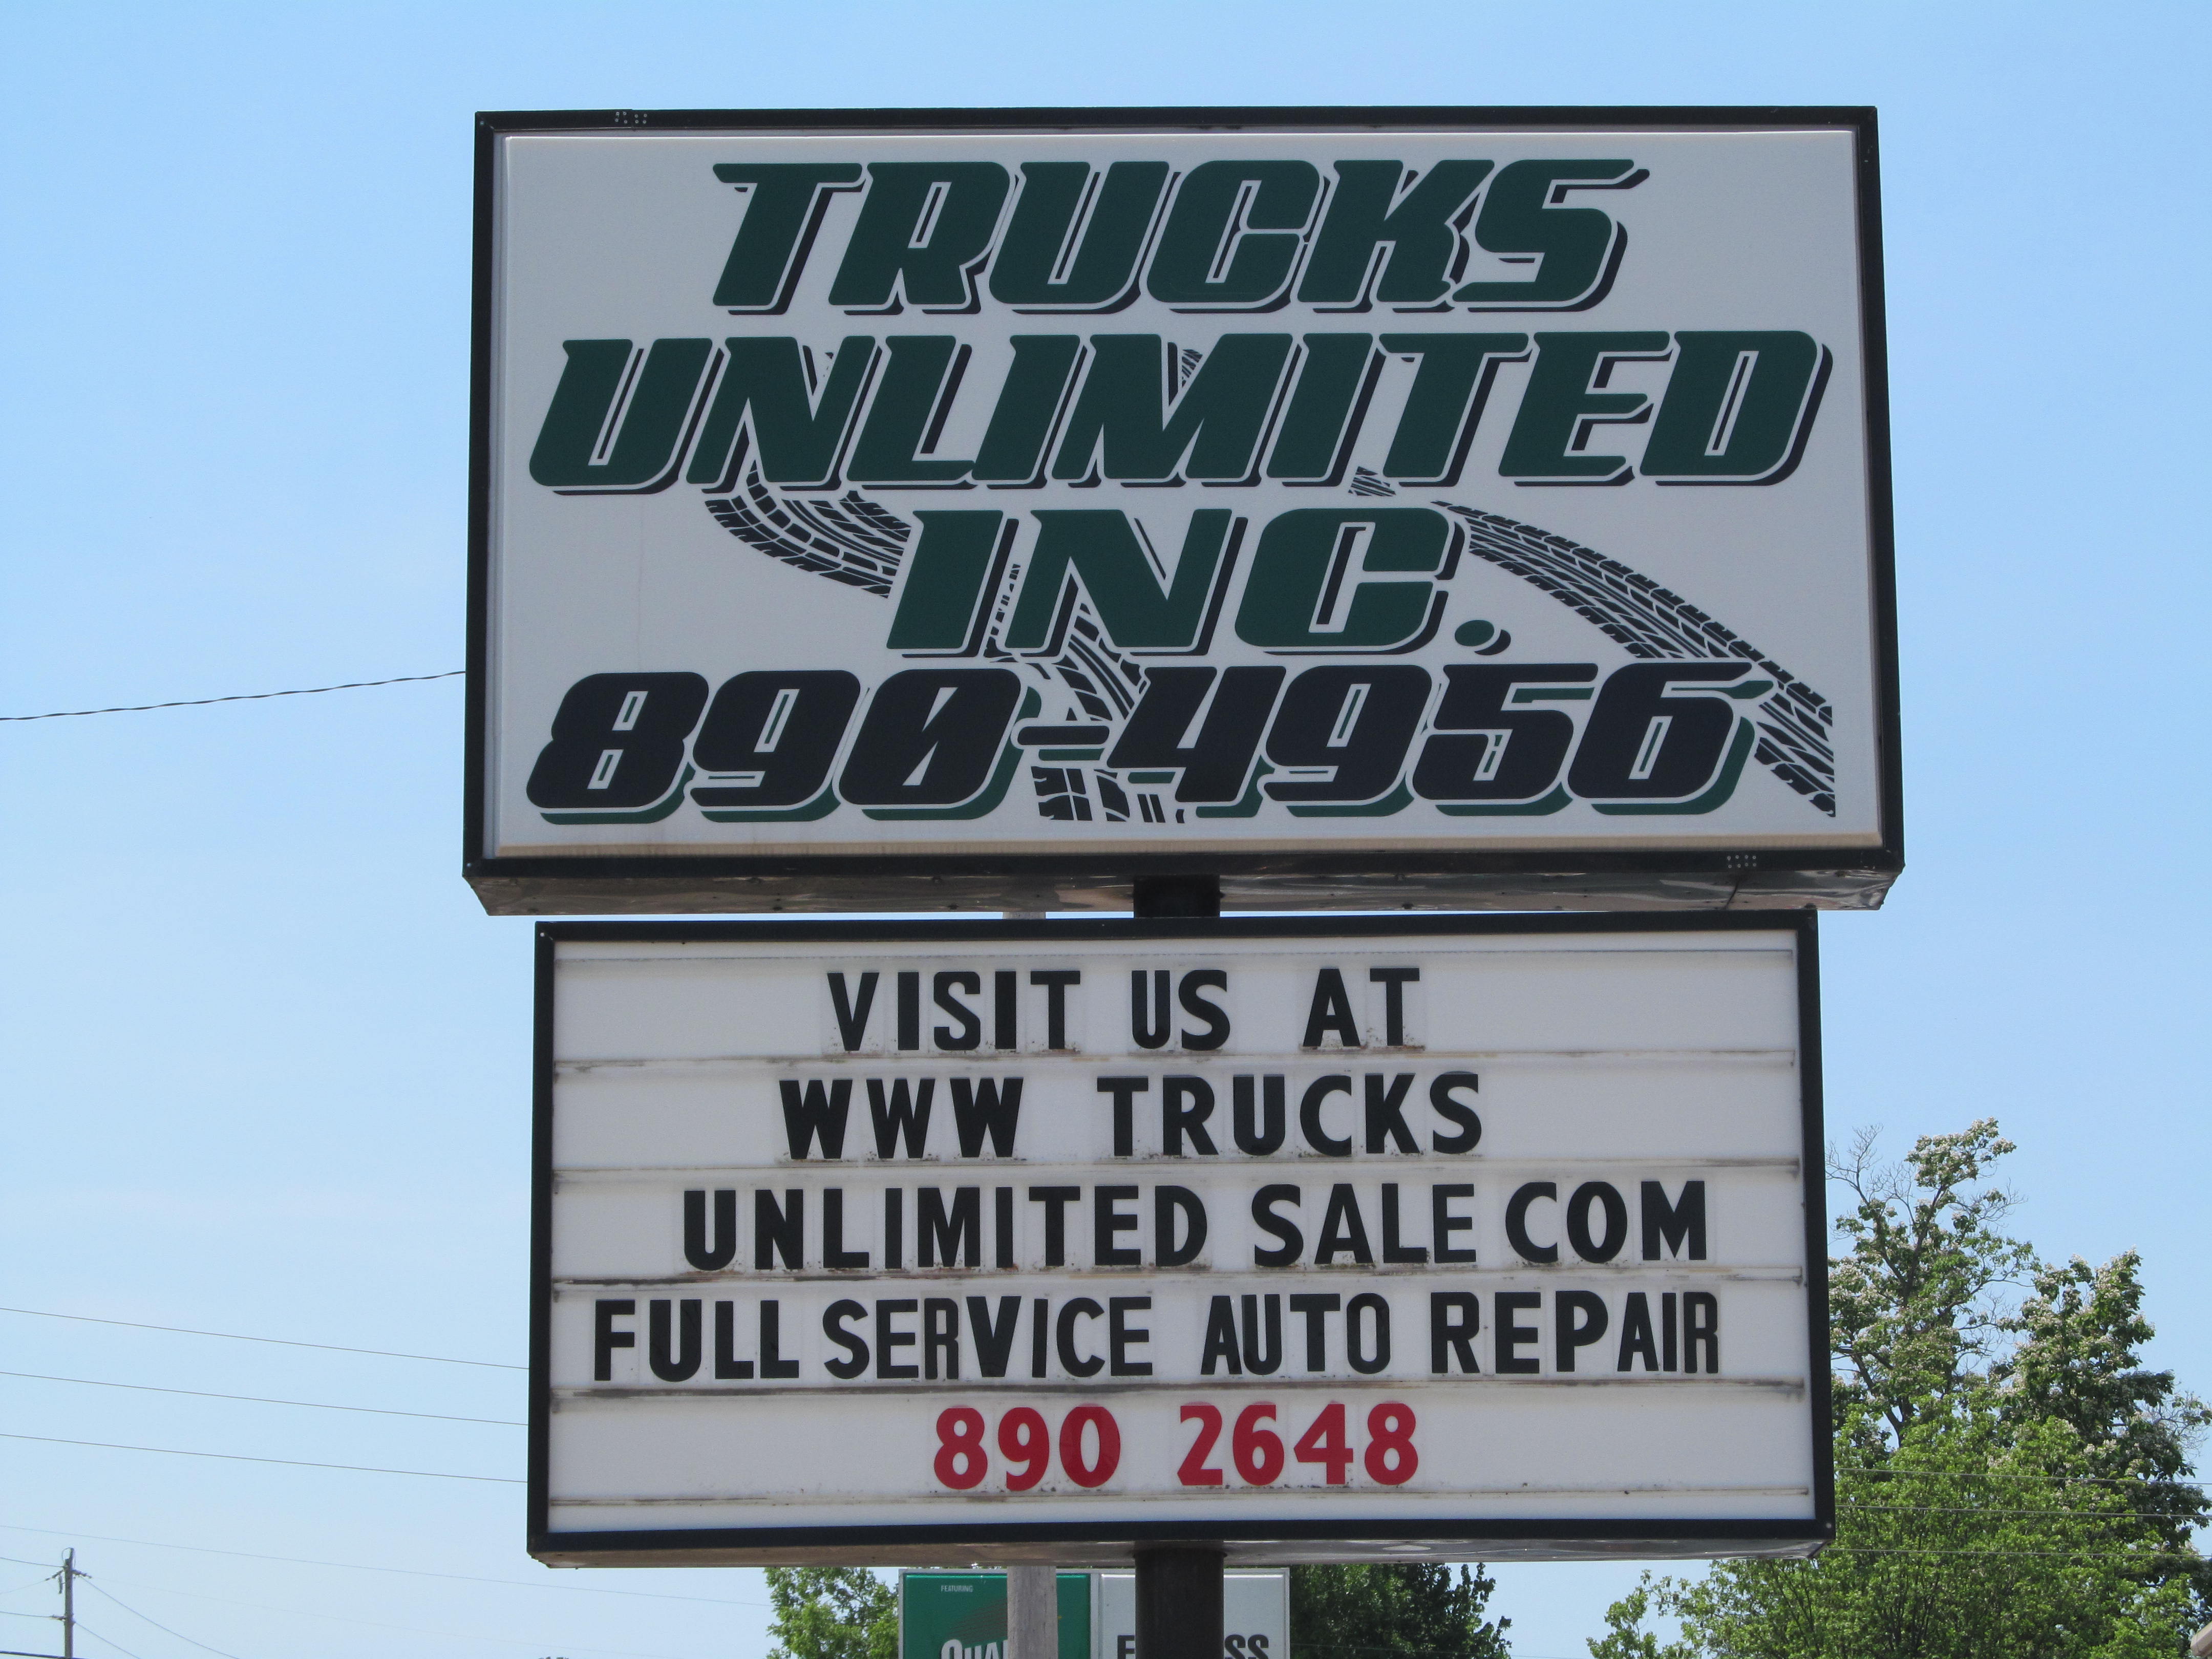 TRUCKS
UNLIMITED
INC.
890-4956
VISIT US AT
WWW TRUCKS
UNLIMITED SALE COM
FULL SERVICE AUTO REPAIR
890 2648
FEATURING